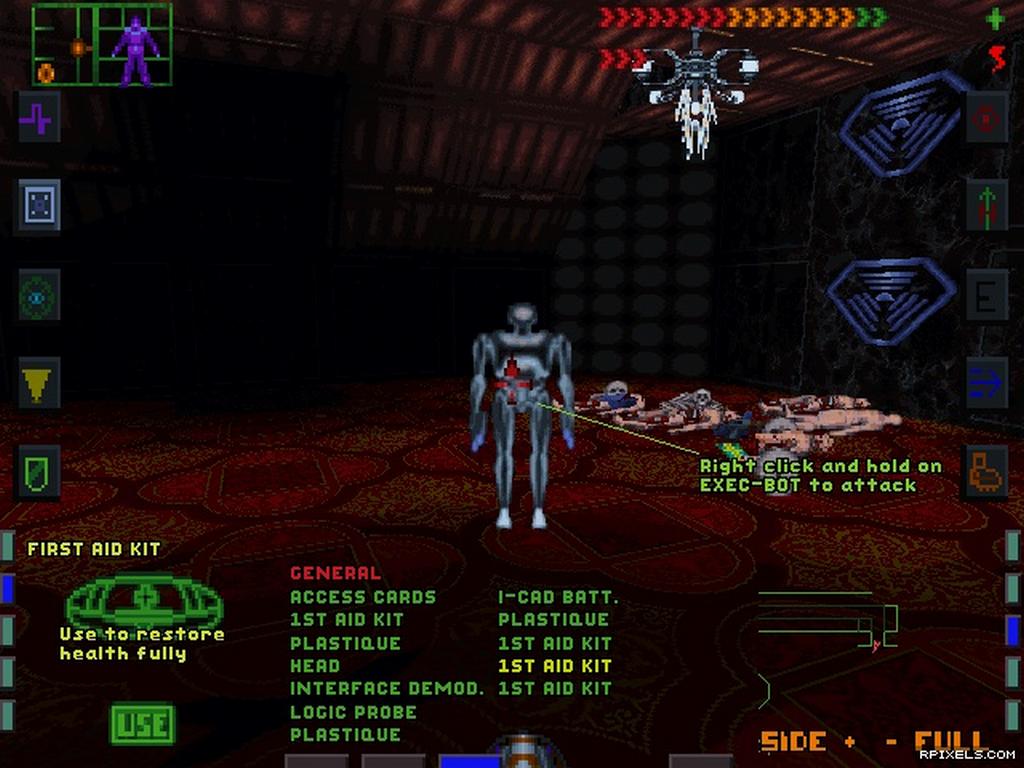 E
Right click and hold on
EXEC-BOT to attack
FIRST AID KIT
Use to restore
health fully
USE
GENERAL
ACCESS CARDS
1ST AID KIT
PLASTIQUE
HEAD
INTERFACE DEMOD.
LOGIC PROBE
PLASTIQUE
I-CAD BATT.
PLASTIQUE
1ST AID KIT
1ST AID KIT
1ST AID KIT
SIDE + - FULL
RPIXELS.COM